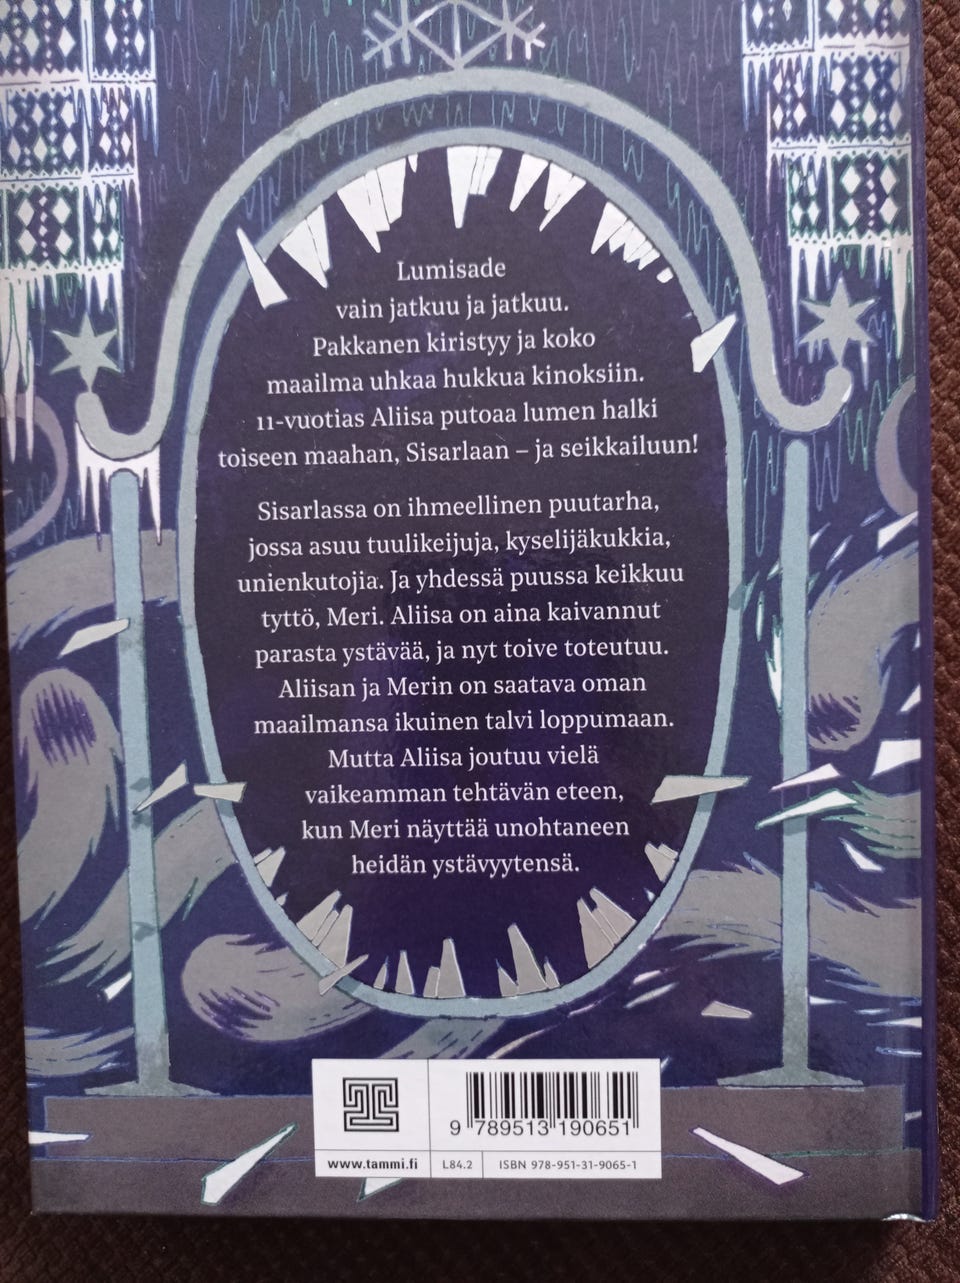 Lumisade
vain jatkuu ja jatkuu.
Pakkanen kiristyy ja koko
maailma uhkaa hukkua kinoksiin.
11-vuotias Aliisa putoaa lumen halki
toiseen maahan, Sisarlaan – ja seikkailuun!
Sisarlassa on ihmeellinen puutarha,
jossa asuu tuulikeijuja, kyselijäkukkia,
unienkutojia. Ja yhdessä puussa keikkuu
tyttö, Meri. Aliisa on aina kaivannut
parasta ystävää, ja nyt toive toteutuu.
Aliisan ja Merin on saatava oman
maailmansa ikuinen talvi loppumaan.
Mutta Aliisa joutuu vielä
vaikeamman tehtävän eteen,
kun Meri näyttää unohtaneen
heidän ystävyytensä.
9 789513 190651
www.tammi.fi L84.2 ISBN 978-951-31-9065-1